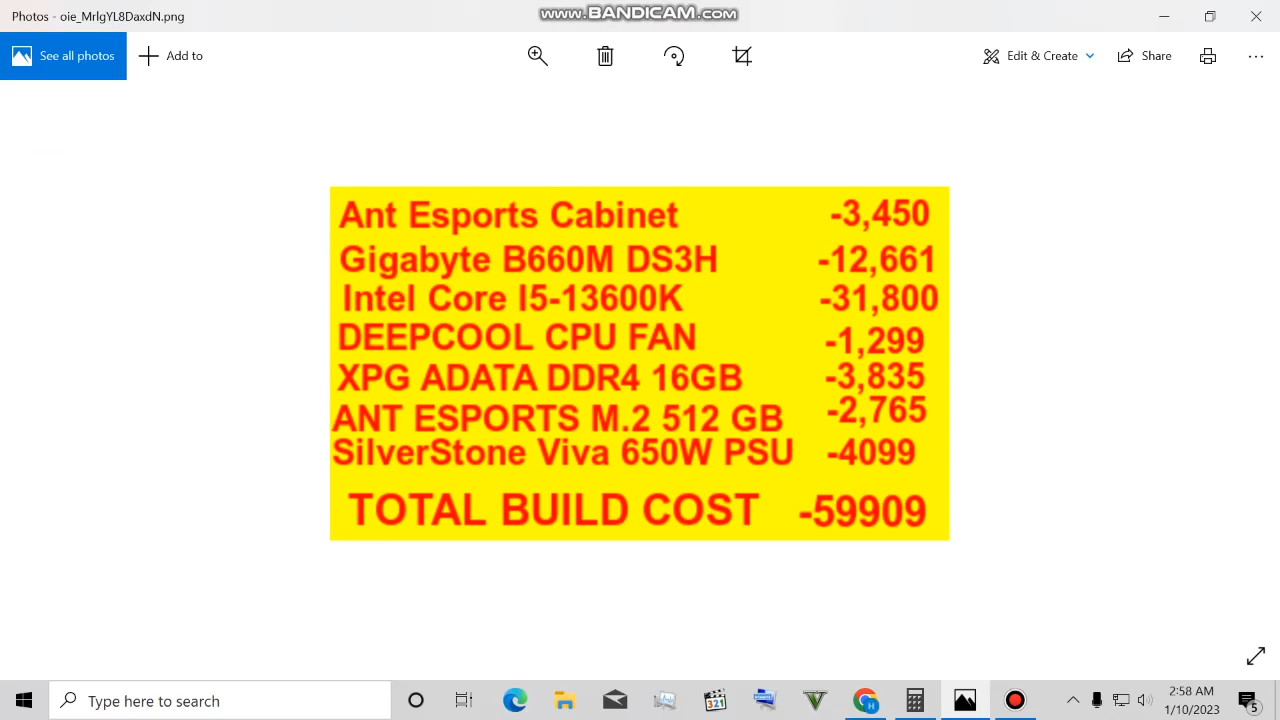 Photos - oie_MrIgYL8DaxdN.png
www.BANDICAM.com
See all photos
Add to
Edit & Create
Share
Ant Esports Cabinet -3,450
Gigabyte B660M DS3H -12,661
Intel Core I5-13600K -31,800
DEEPCOOL CPU FAN -1,299
XPG ADATA DDR4 16GB -3,835
ANT ESPORTS M.2 512 GB -2,765
SilverStone Viva 650W PSU -4099
TOTAL BUILD COST -59909
Type here to search
321
H
2:58 AM
1/10/2023
5